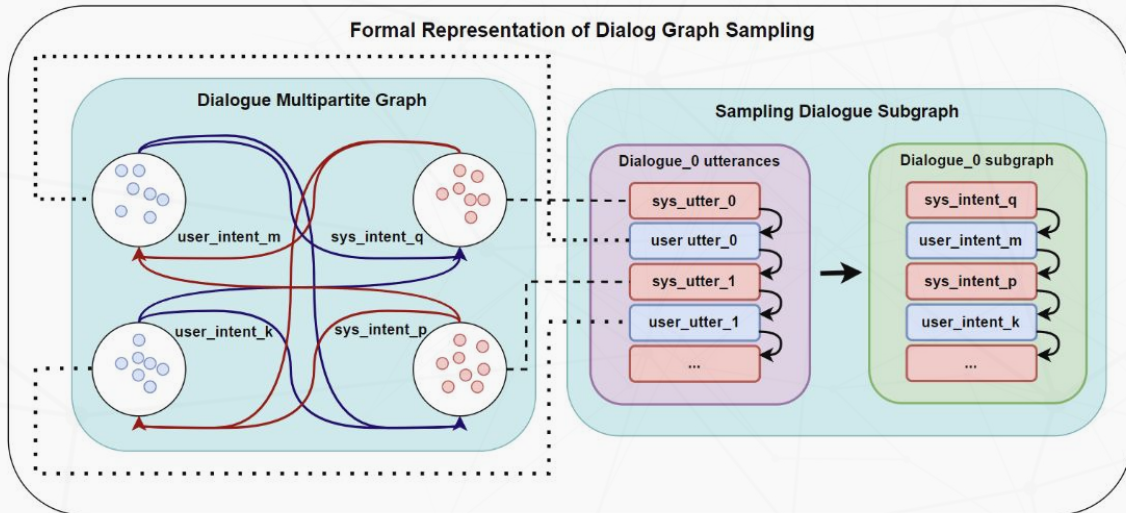 Formal Representation of Dialog Graph Sampling
Dialogue Multipartite Graph
user_intent_m
sys_intent_q
user_intent_k
sys_intent_p
Sampling Dialogue Subgraph
Dialogue_0 utterances
sys_utter_0
user utter_0
sys_utter_1
user_utter_1
...
Dialogue_0 subgraph
sys_intent_q
user_intent_m
sys_intent_p
user_intent_k
...